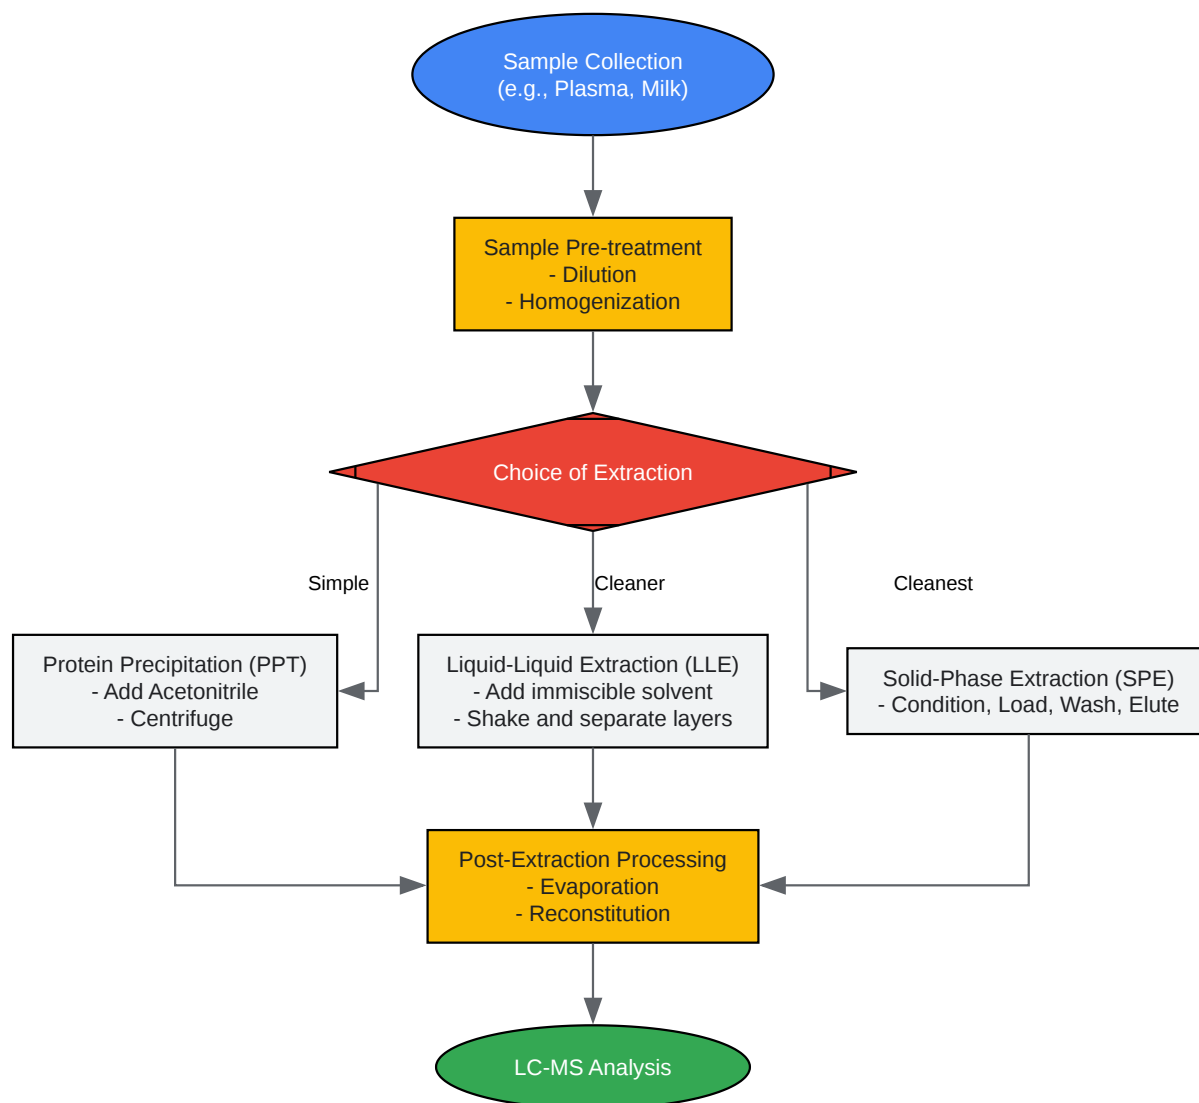 Sample Collection
(e.g., Plasma, Milk)
Sample Pre-treatment
- Dilution
- Homogenization
Choice of Extraction
Simple
Cleaner
Cleanest
Protein Precipitation (PPT)
- Add Acetonitrile
- Centrifuge
Liquid-Liquid Extraction (LLE)
- Add immiscible solvent
- Shake and separate layers
Solid-Phase Extraction (SPE)
- Condition, Load, Wash, Elute
Post-Extraction Processing
- Evaporation
- Reconstitution
LC-MS Analysis